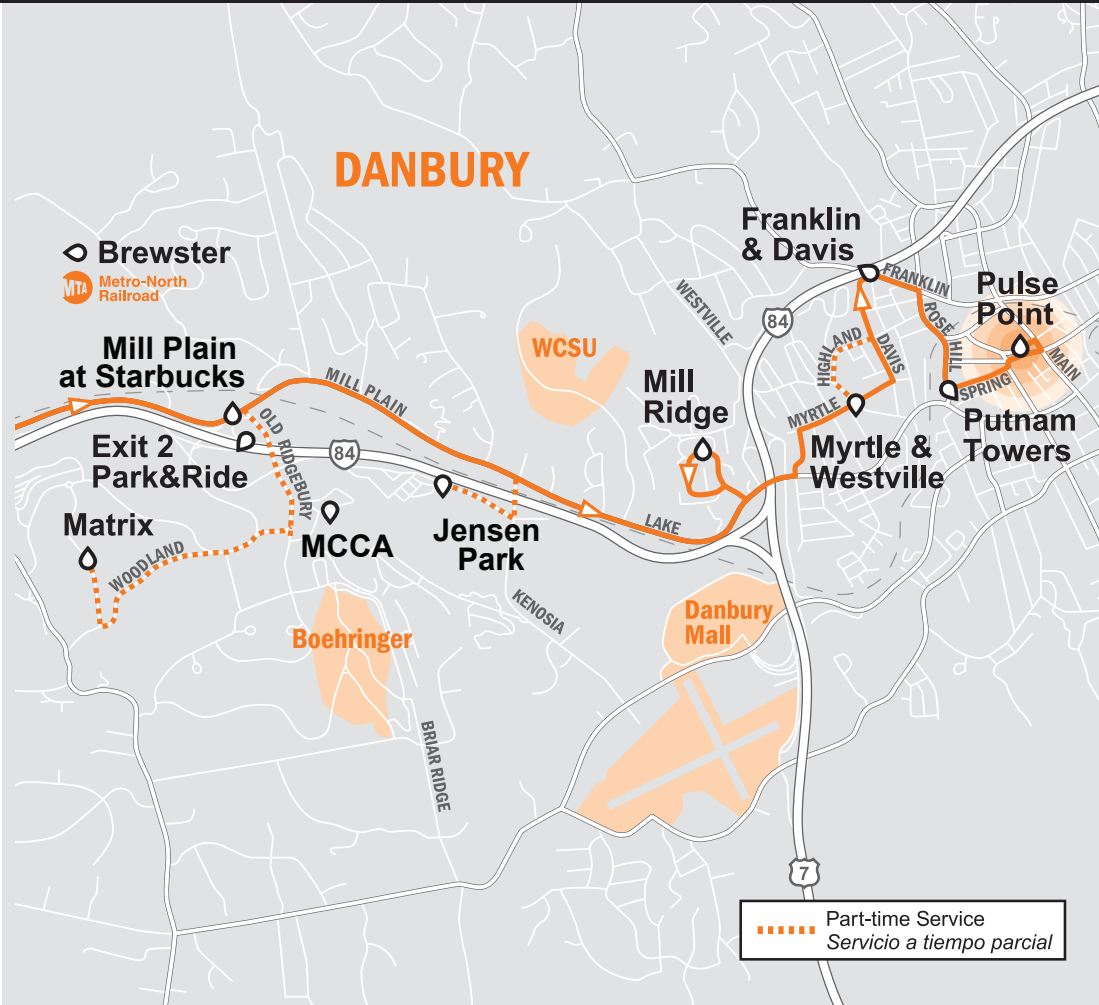 DANBURY
Brewster
MTA
Metro-North
Railroad
Franklin
& Davis
FRANKLIN
Pulse
Point
WESTVILLE
84
ROSE HILL
MAIN
HIGHLAND
DAVIS
WCSU
Mill Plain
at Starbucks
MILL PLAIN
Mill
Ridge
MYRTLE
SPRING
Putnam
Towers
OLD RIDGEBURY
Exit 2
Park&Ride
84
Myrtle &
Westville
Matrix
WOODLAND
MCCA
Jensen
Park
LAKE
KENOSIA
Danbury
Mall
Boehringer
BRIAR RIDGE
7
Part-time Service
Servicio a tiempo parcial